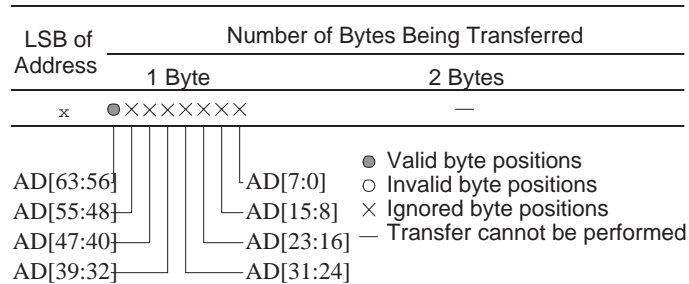 LSB of Address
Number of Bytes Being Transferred
1 Byte
2 Bytes
x ●××××××× —
AD[63:56]
AD[55:48]
AD[47:40]
AD[39:32]
AD[7:0]
AD[15:8]
AD[23:16]
AD[31:24]
● Valid byte positions
○ Invalid byte positions
× Ignored byte positions
— Transfer cannot be performed